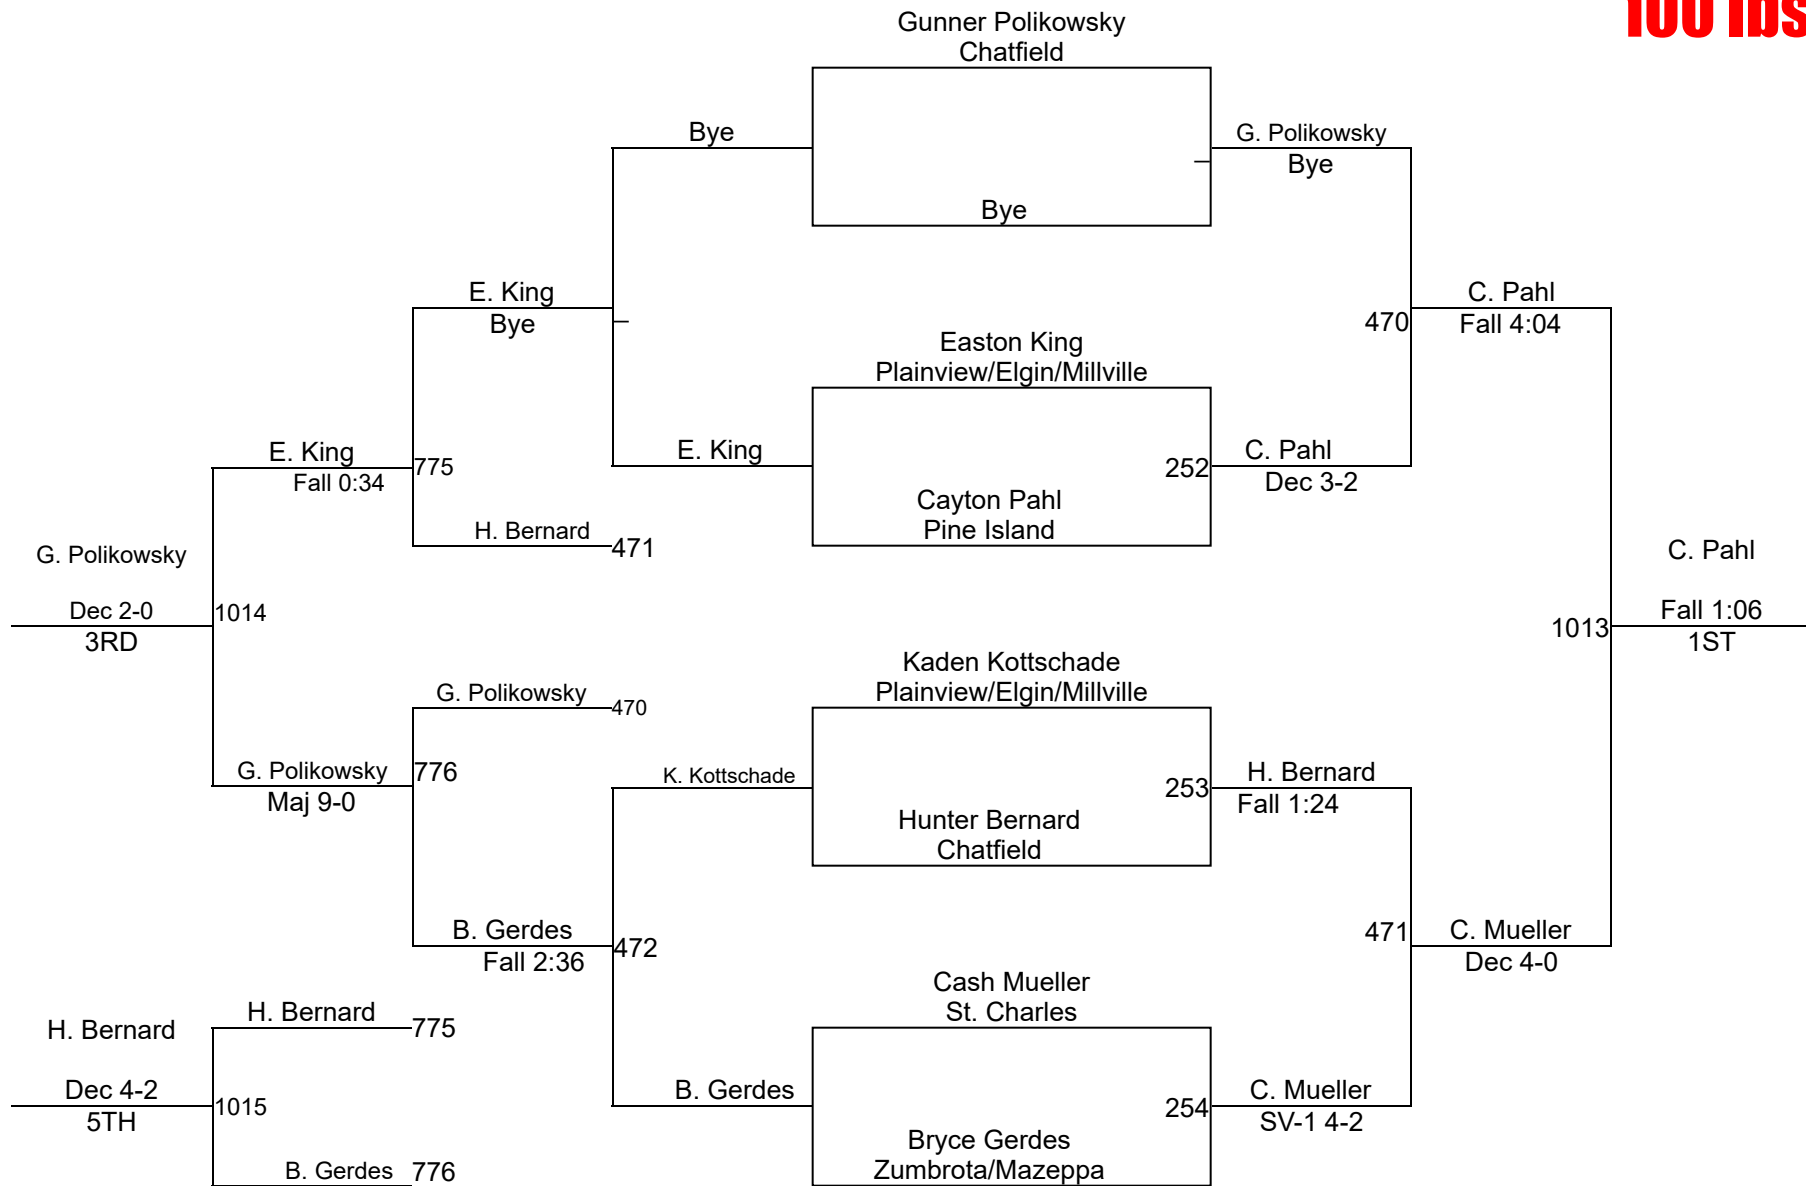 100 lbs
Gunner Polikowsky
Chatfield
Bye
G. Polikowsky
Bye
Bye
E. King
Bye
C. Pahl
Fall 4:04
470
Easton King
Plainview/Elgin/Millville
E. King
Fall 0:34
775
E. King
252
C. Pahl
Dec 3-2
Cayton Pahl
Pine Island
H. Bernard
471
G. Polikowsky
Dec 2-0
3RD
1014
C. Pahl
Fall 1:06
1ST
1013
Kaden Kottschade
Plainview/Elgin/Millville
G. Polikowsky
470
G. Polikowsky
Maj 9-0
776
K. Kottschade
253
H. Bernard
Fall 1:24
Hunter Bernard
Chatfield
B. Gerdes
Fall 2:36
472
471
C. Mueller
Dec 4-0
Cash Mueller
St. Charles
H. Bernard
775
H. Bernard
Dec 4-2
5TH
1015
B. Gerdes
254
C. Mueller
SV-1 4-2
Bryce Gerdes
Zumbrota/Mazeppa
B. Gerdes
776